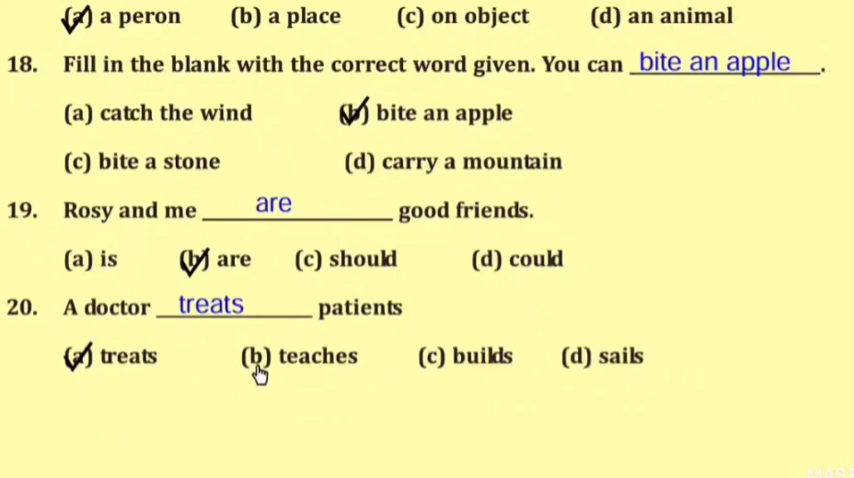 (a) a peron (b) a place (c) on object (d) an animal
18. Fill in the blank with the correct word given. You can bite an apple.
(a) catch the wind (b) bite an apple
(c) bite a stone (d) carry a mountain
19. Rosy and me are good friends.
(a) is (b) are (c) should (d) could
20. A doctor treats patients
(a) treats (b) teaches (c) builds (d) sails